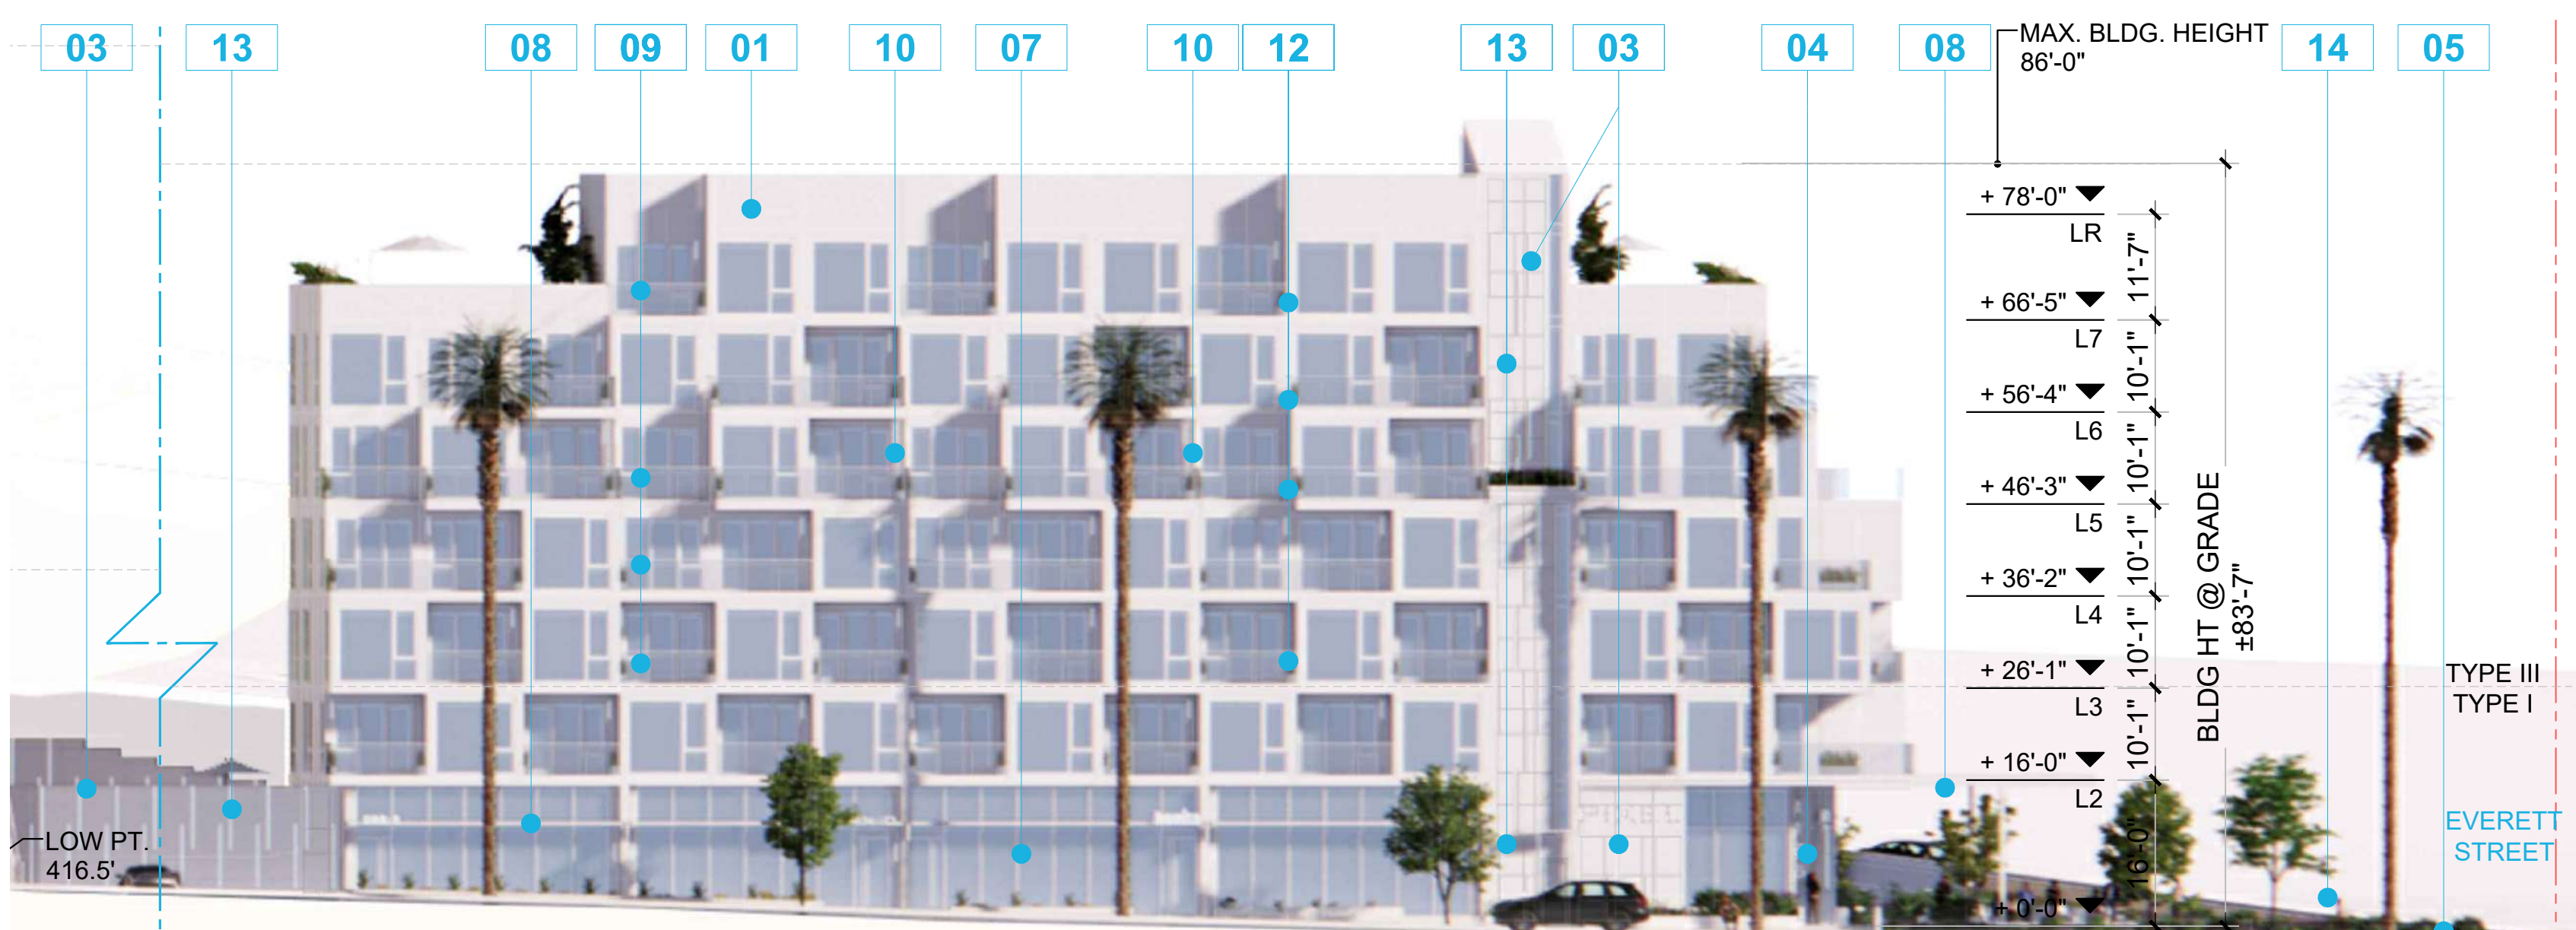 03
13
08
09
01
10
07
10
12
13
03
04
08
14
05
MAX. BLDG. HEIGHT
86'-0"
+ 78'-0"
LR
11'-7"
+ 66'-5"
L7
10'-1"
+ 56'-4"
L6
10'-1"
+ 46'-3"
L5
10'-1"
+ 36'-2"
L4
10'-1"
+ 26'-1"
L3
10'-1"
+ 16'-0"
L2
16'-0"
+ 0'-0"
BLDG HT @ GRADE
±83'-7"
TYPE III
TYPE I
EVERETT
STREET
LOW PT.
416.5'